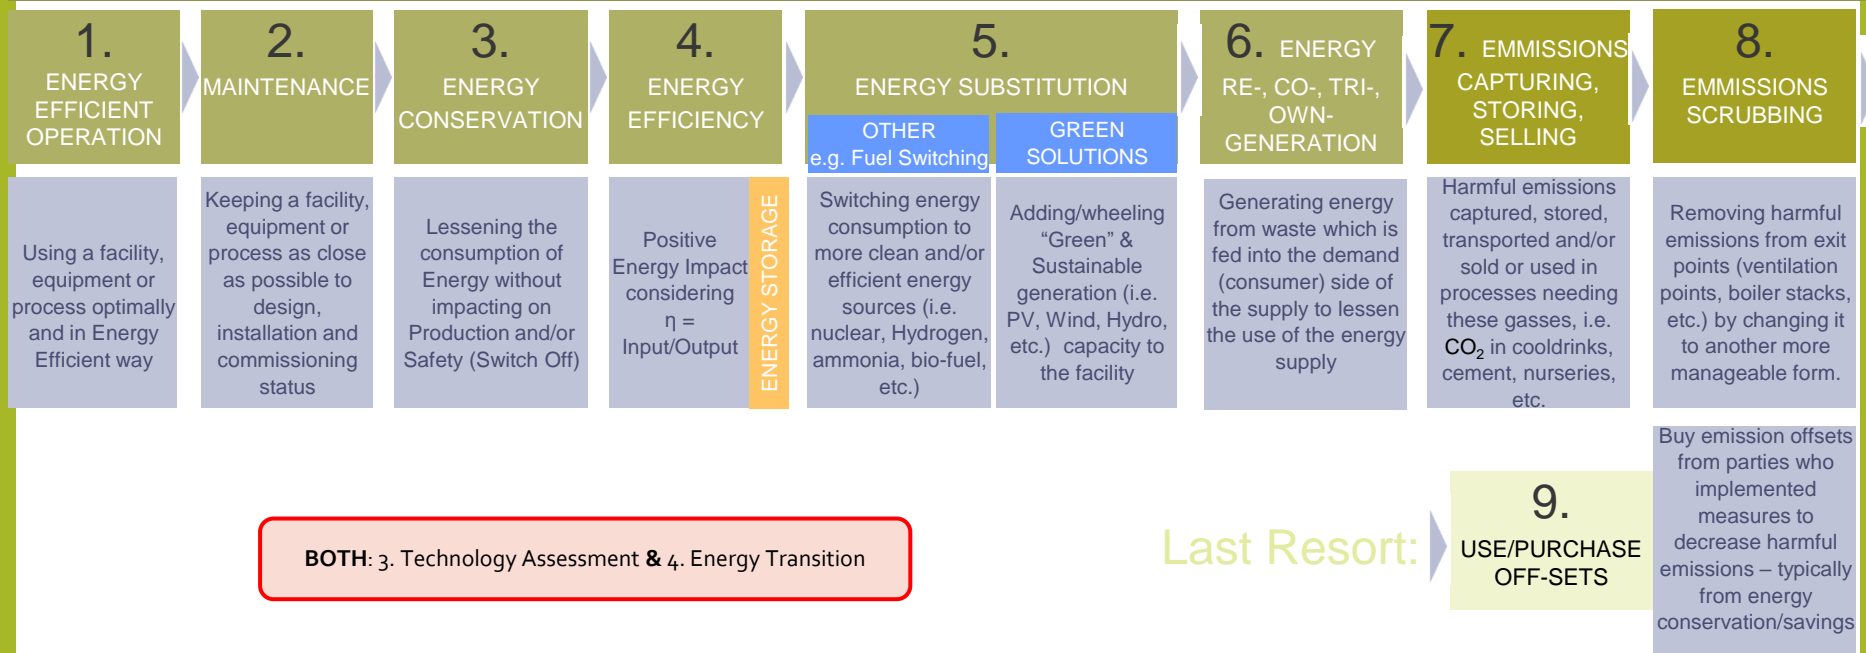 1.
ENERGY
EFFICIENT
OPERATION
Using a facility,
equipment or
process optimally
and in Energy
Efficient way
2.
MAINTENANCE
Keeping a facility,
equipment or
process as close
as possible to
design,
installation and
commissioning
status
3.
ENERGY
CONSERVATION
Lessening the
consumption of
Energy without
impacting on
Production and/or
Safety (Switch Off)
4.
ENERGY
EFFICIENCY
Positive
Energy Impact
considering
η =
Input/Output
ENERGY STORAGE
5.
ENERGY SUBSTITUTION
OTHER
e.g. Fuel Switching
Switching energy
consumption to
more clean and/or
efficient energy
sources (i.e.
nuclear, Hydrogen,
ammonia, bio-fuel,
etc.)
GREEN
SOLUTIONS
Adding/wheeling
“Green” &
Sustainable
generation (i.e.
PV, Wind, Hydro,
etc.) capacity to
the facility
6. ENERGY
RE-, CO-, TRI-,
OWN-
GENERATION
Generating energy
from waste which is
fed into the demand
(consumer) side of
the supply to lessen
the use of the energy
supply
7. EMMISSIONS
CAPTURING,
STORING,
SELLING
Harmful emissions
captured, stored,
transported and/or
sold or used in
processes needing
these gasses, i.e.
CO₂ in cooldrinks,
cement, nurseries,
etc.
8.
EMMISSIONS
SCRUBBING
Removing harmful
emissions from exit
points (ventilation
points, boiler stacks,
etc.) by changing it
to another more
manageable form.
BOTH: 3. Technology Assessment & 4. Energy Transition
Last Resort:
9.
USE/PURCHASE
OFF-SETS
Buy emission offsets
from parties who
implemented
measures to
decrease harmful
emissions – typically
from energy
conservation/savings